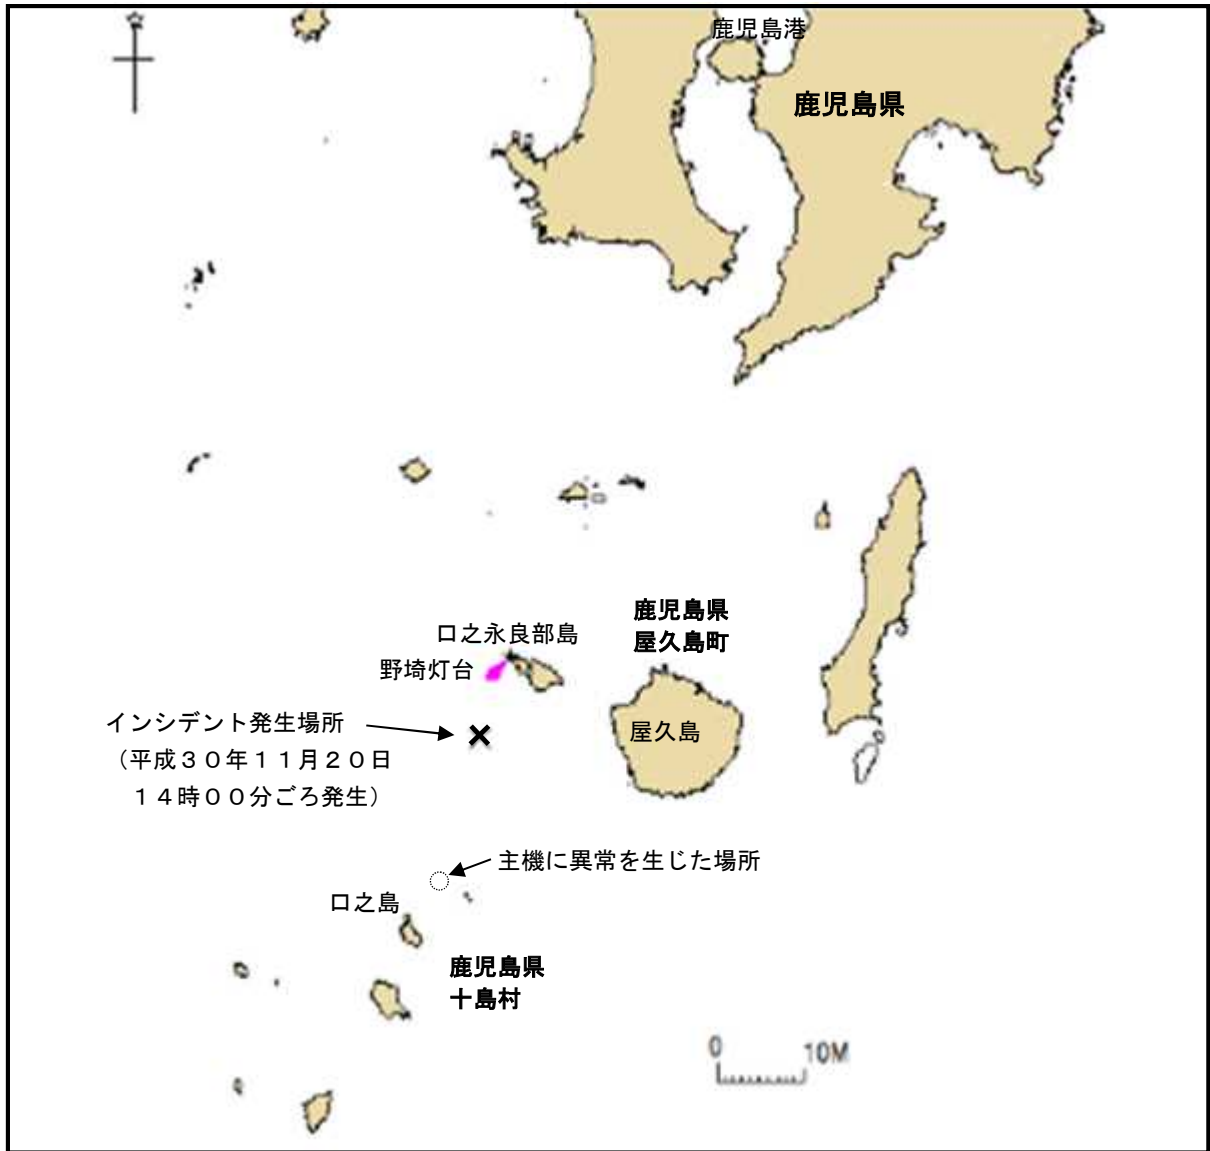 鹿児島港
鹿児島県
鹿児島県
屋久島町
口之永良部島
野埼灯台
屋久島
インシデント発生場所
（平成３０年１１月２０日
１４時００分ごろ発生）
主機に異常を生じた場所
口之島
鹿児島県
十島村
0 10M